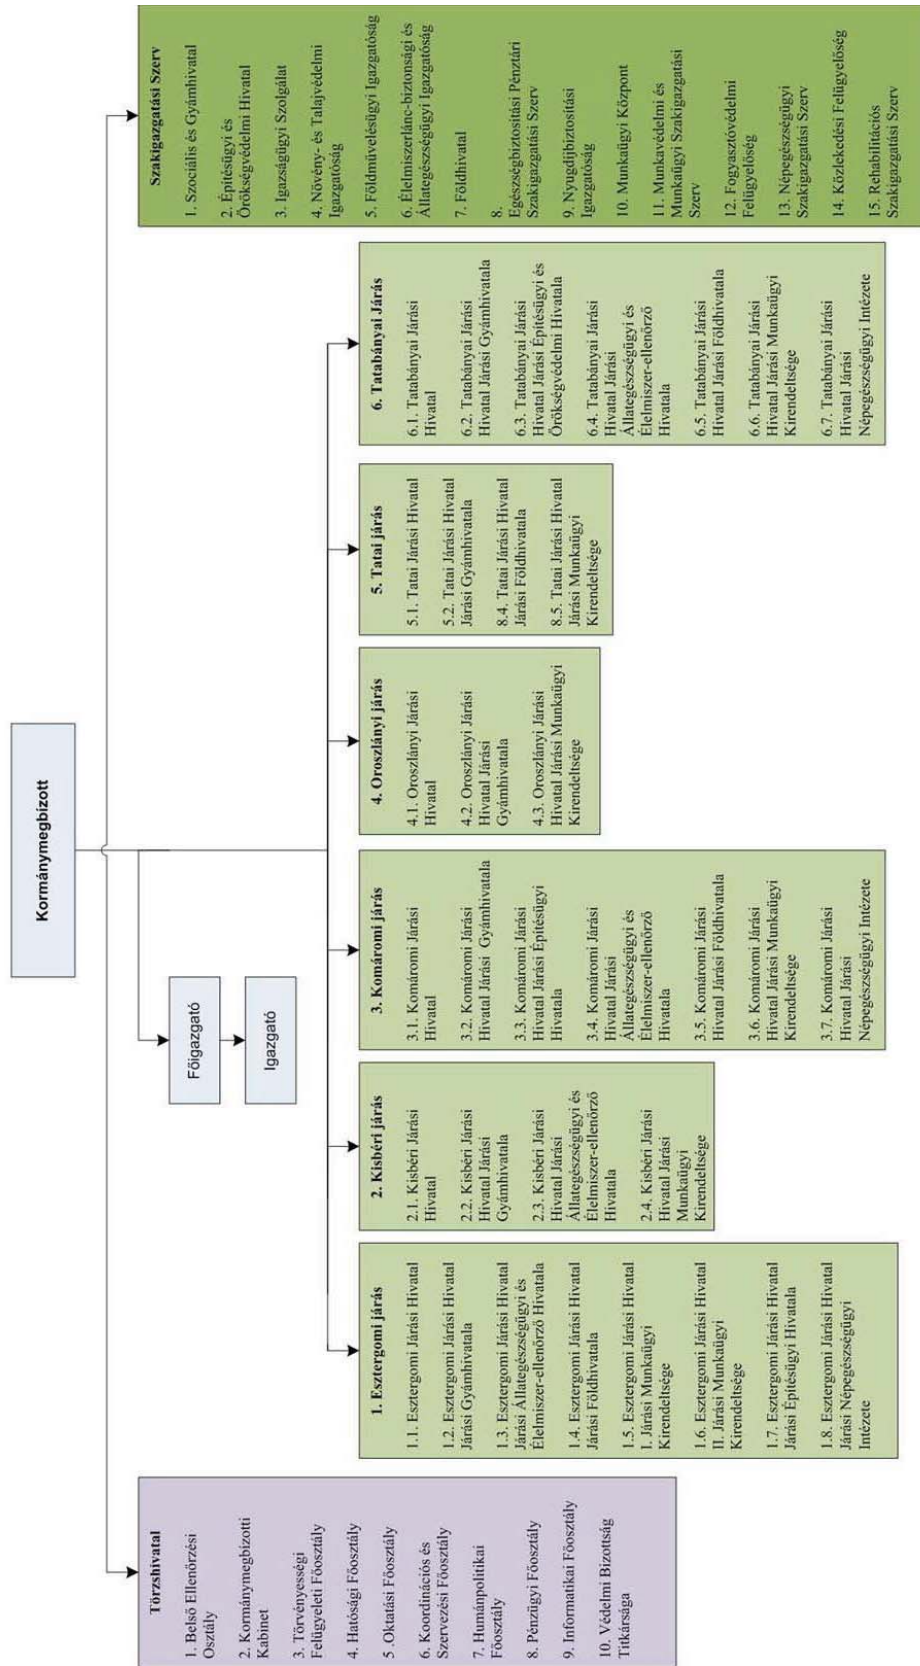 Kormánymegbízott
Főigazgató
Igazgató
Törzshivatal
1. Belső Ellenőrzési
Osztály
2. Kormánymegbízotti
Kabinet
3. Törvényességi
Felügyeleti Főosztály
4. Hatósági Főosztály
5 .Oktatási Főosztály
6. Koordinációs és
Szervezési Főosztály
7. Humánpolitikai
Főosztály
8. Pénzügyi Főosztály
9. Informatikai Főosztály
10. Védelmi Bizottság
Titkársága
1. Esztergomi járás
1.1. Esztergomi Járási Hivatal
1.2. Esztergomi Járási Hivatal
Járási Gyámhivatala
1.3. Esztergomi Járási Hivatal
Járási Állategészségügyi és
Élelmiszer-ellenőrző Hivatala
1.4. Esztergomi Járási Hivatal
Járási Földhivatala
1.5. Esztergomi Járási Hivatal
I. Járási Munkaügyi
Kirendeltsége
1.6. Esztergomi Járási Hivatal
II. Járási Munkaügyi
Kirendeltsége
1.7. Esztergomi Járási Hivatal
Járási Építésügyi Hivatala
1.8. Esztergomi Járási Hivatal
Járási Népegészségügyi
Intézete
2. Kisbéri járás
2.1. Kisbéri Járási
Hivatal
2.2. Kisbéri Járási
Hivatal Járási
Gyámhivatala
2.3. Kisbéri Járási
Hivatal Járási
Állategészségügyi és
Élelmiszer-ellenőrző
Hivatala
2.4. Kisbéri Járási
Hivatal Járási
Munkaügyi
Kirendeltsége
3. Komáromi járás
3.1. Komáromi Járási
Hivatal
3.2. Komáromi Járási
Hivatal Járási Gyámhivatala
3.3. Komáromi Járási
Hivatal Járási Építésügyi
Hivatala
3.4. Komáromi Járási
Hivatal Járási
Állategészségügyi és
Élelmiszer-ellenőrző
Hivatala
3.5. Komáromi Járási
Hivatal Járási Földhivatala
3.6. Komáromi Járási
Hivatal Járási Munkaügyi
Kirendeltsége
3.7. Komáromi Járási
Hivatal Járási
Népegészségügyi Intézete
4. Oroszlányi járás
4.1. Oroszlányi Járási
Hivatal
4.2. Oroszlányi Járási
Hivatal Járási
Gyámhivatala
4.3. Oroszlányi Járási
Hivatal Járási Munkaügyi
Kirendeltsége
5. Tatai járás
5.1. Tatai Járási Hivatal
5.2. Tatai Járási Hivatal
Járási Gyámhivatala
8.4. Tatai Járási Hivatal
Járási Földhivatala
8.5. Tatai Járási Hivatal
Járási Munkaügyi
Kirendeltsége
6. Tatabányai Járás
6.1. Tatabányai Járási
Hivatal
6.2. Tatabányai Járási
Hivatal Járási Gyámhivatala
6.3. Tatabányai Járási
Hivatal Járási Építésügyi és
Örökségvédelmi Hivatala
6.4. Tatabányai Járási
Hivatal Járási
Állategészségügyi és
Élelmiszer-ellenőrző
Hivatala
6.5. Tatabányai Járási
Hivatal Járási Földhivatala
6.6. Tatabányai Járási
Hivatal Járási Munkaügyi
Kirendeltsége
6.7. Tatabányai Járási
Hivatal Járási
Népegészségügyi Intézete
Szakigazgatási Szerv
1. Szociális és Gyámhivatal
2. Építésügyi és
Örökségvédelmi Hivatal
3. Igazságügyi Szolgálat
4. Növény- és Talajvédelmi
Igazgatóság
5. Földművelésügyi Igazgatóság
6. Élelmiszerlánc-biztonsági és
Állategészségügyi Igazgatóság
7. Földhivatal
8.
Egészségbiztosítási Pénztári
Szakigazgatási Szerv
9. Nyugdíjbiztosítási
Igazgatóság
10. Munkaügyi Központ
11. Munkavédelmi és
Munkaügyi Szakigazgatási
Szerv
12. Fogyasztóvédelmi
Felügyelőség
13. Népegészségügyi
Szakigazgatási Szerv
14. Közlekedési Felügyelőség
15. Rehabilitációs
Szakigazgatási Szerv